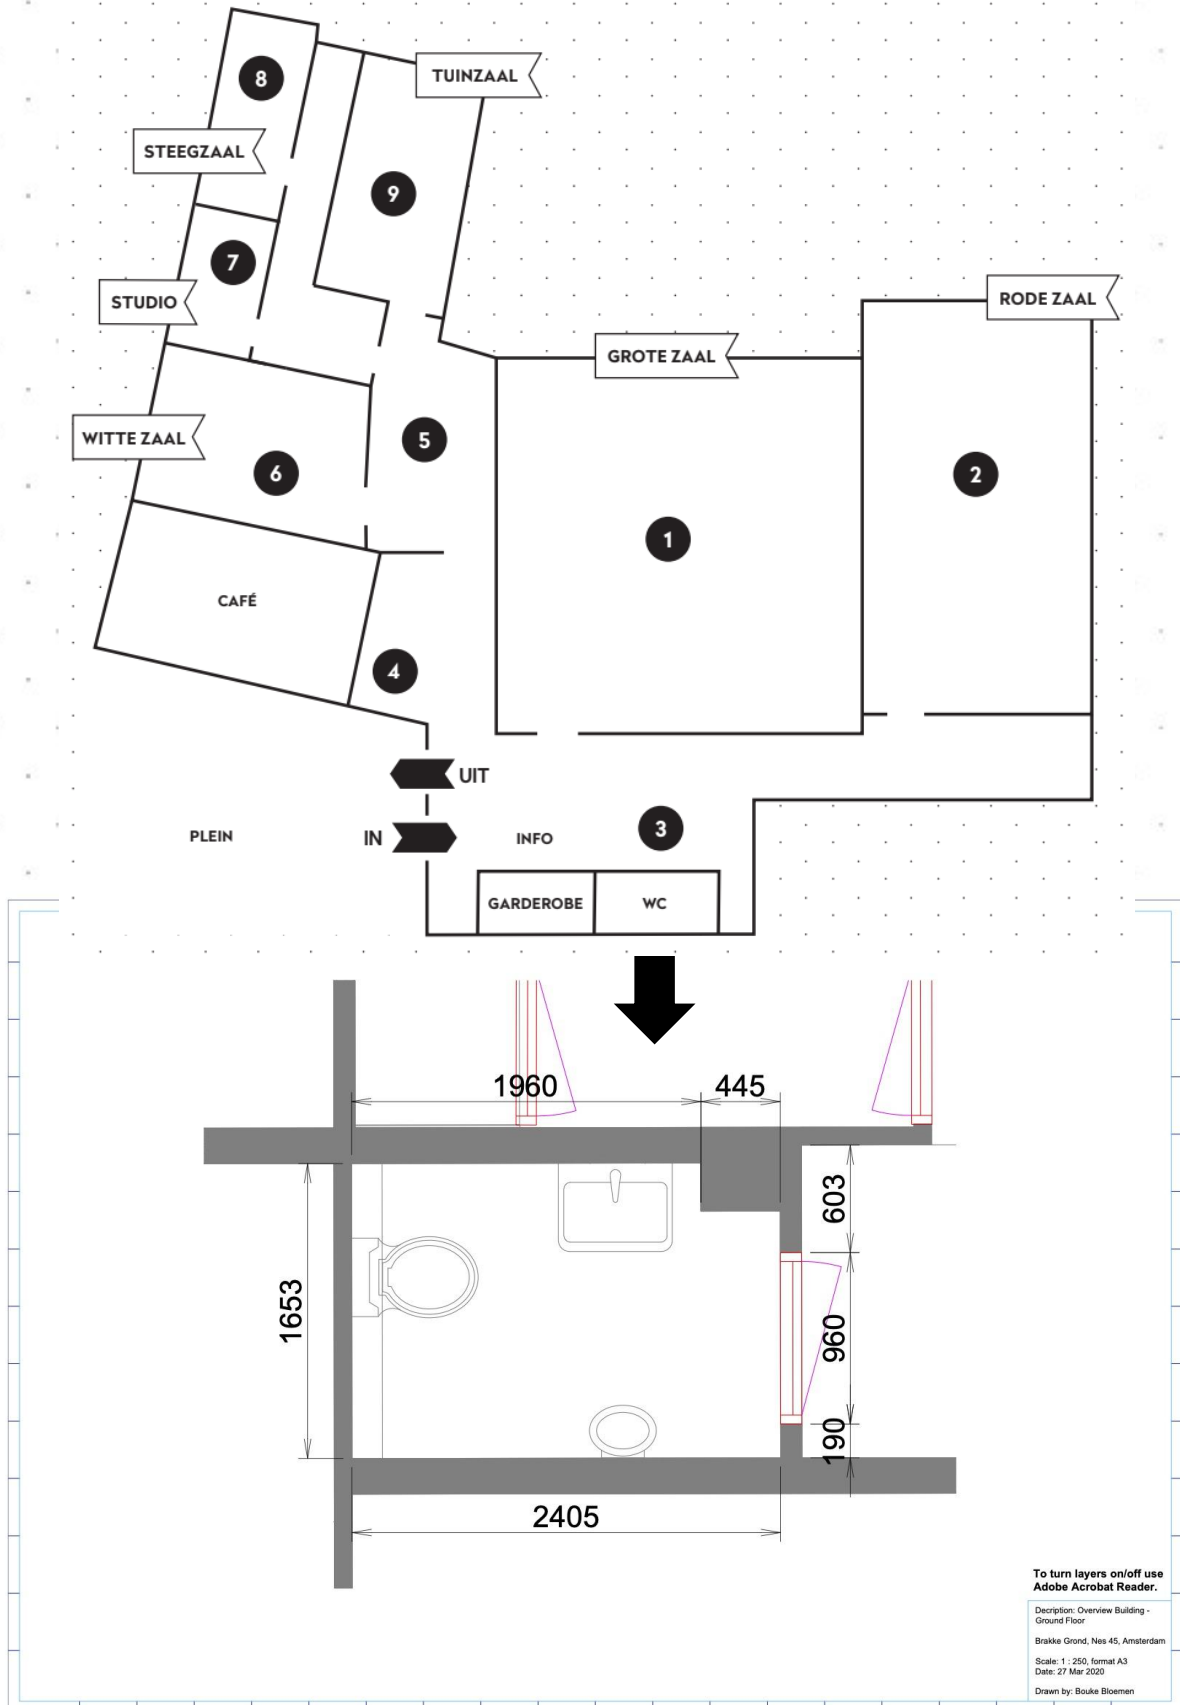 8
TUINZAAL
STEEGZAAL
9
7
STUDIO
RODE ZAAL
GROTE ZAAL
WITTE ZAAL
5
6
2
1
CAFÉ
4
UIT
PLEIN
IN
INFO
3
GARDEROBE
WC
1960
445
603
1653
960
190
2405
To turn layers on/off use
Adobe Acrobat Reader.
Decription: Overview Building -
Ground Floor
Brakke Grond, Nes 45, Amsterdam
Scale: 1 : 250, format A3
Date: 27 Mar 2020
Drawn by: Bouke Bloemen